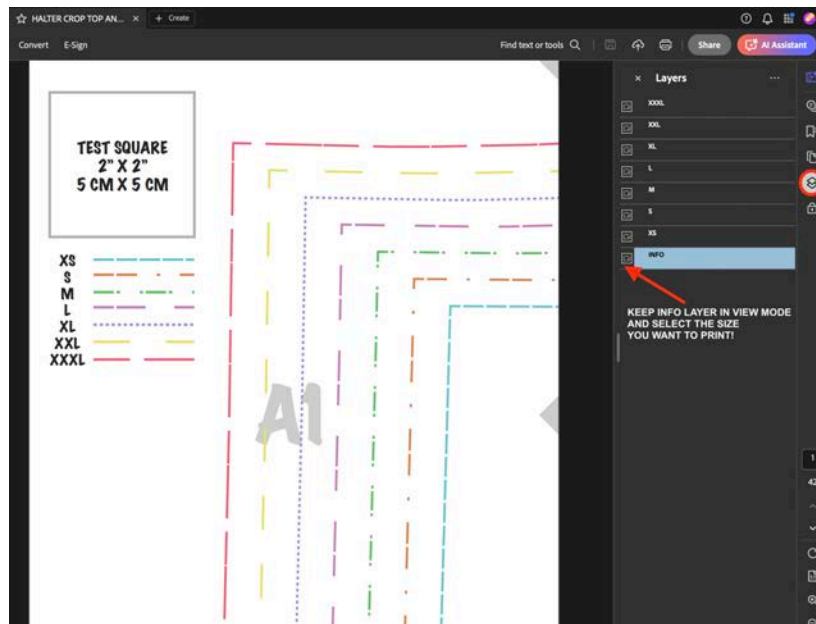 HALTER CROP TOP AN...
+ Create
Convert E-Sign
Find text or tools
Share
AI Assistant
TEST SQUARE
2" X 2"
5 CM X 5 CM
XS
S
M
L
XL
XXL
XXXL
A1
Layers
XXXL
XXL
XL
L
M
S
XS
INFO
KEEP INFO LAYER IN VIEW MODE
AND SELECT THE SIZE
YOU WANT TO PRINT!
1
42